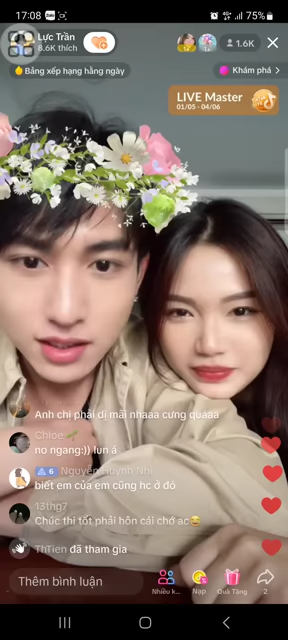 17:08
75%
Lực Trần
8.6K thích
1.6K
Bảng xếp hạng hằng ngày
Khám phá
LIVE Master
01/05 - 04/06
Anh chị phải dị mãi nhaaa cưng quaaa
Chloe
no ngang:)) lun á
6 Nguyễn Huỳnh Nhi
biết em của em cũng hc ở đó
13thg7
Chúc thi tốt phải hôn cái chớ ac
ThTien đã tham gia
Thêm bình luận
Nhiều k...
Nạp
Quà Tặng
2